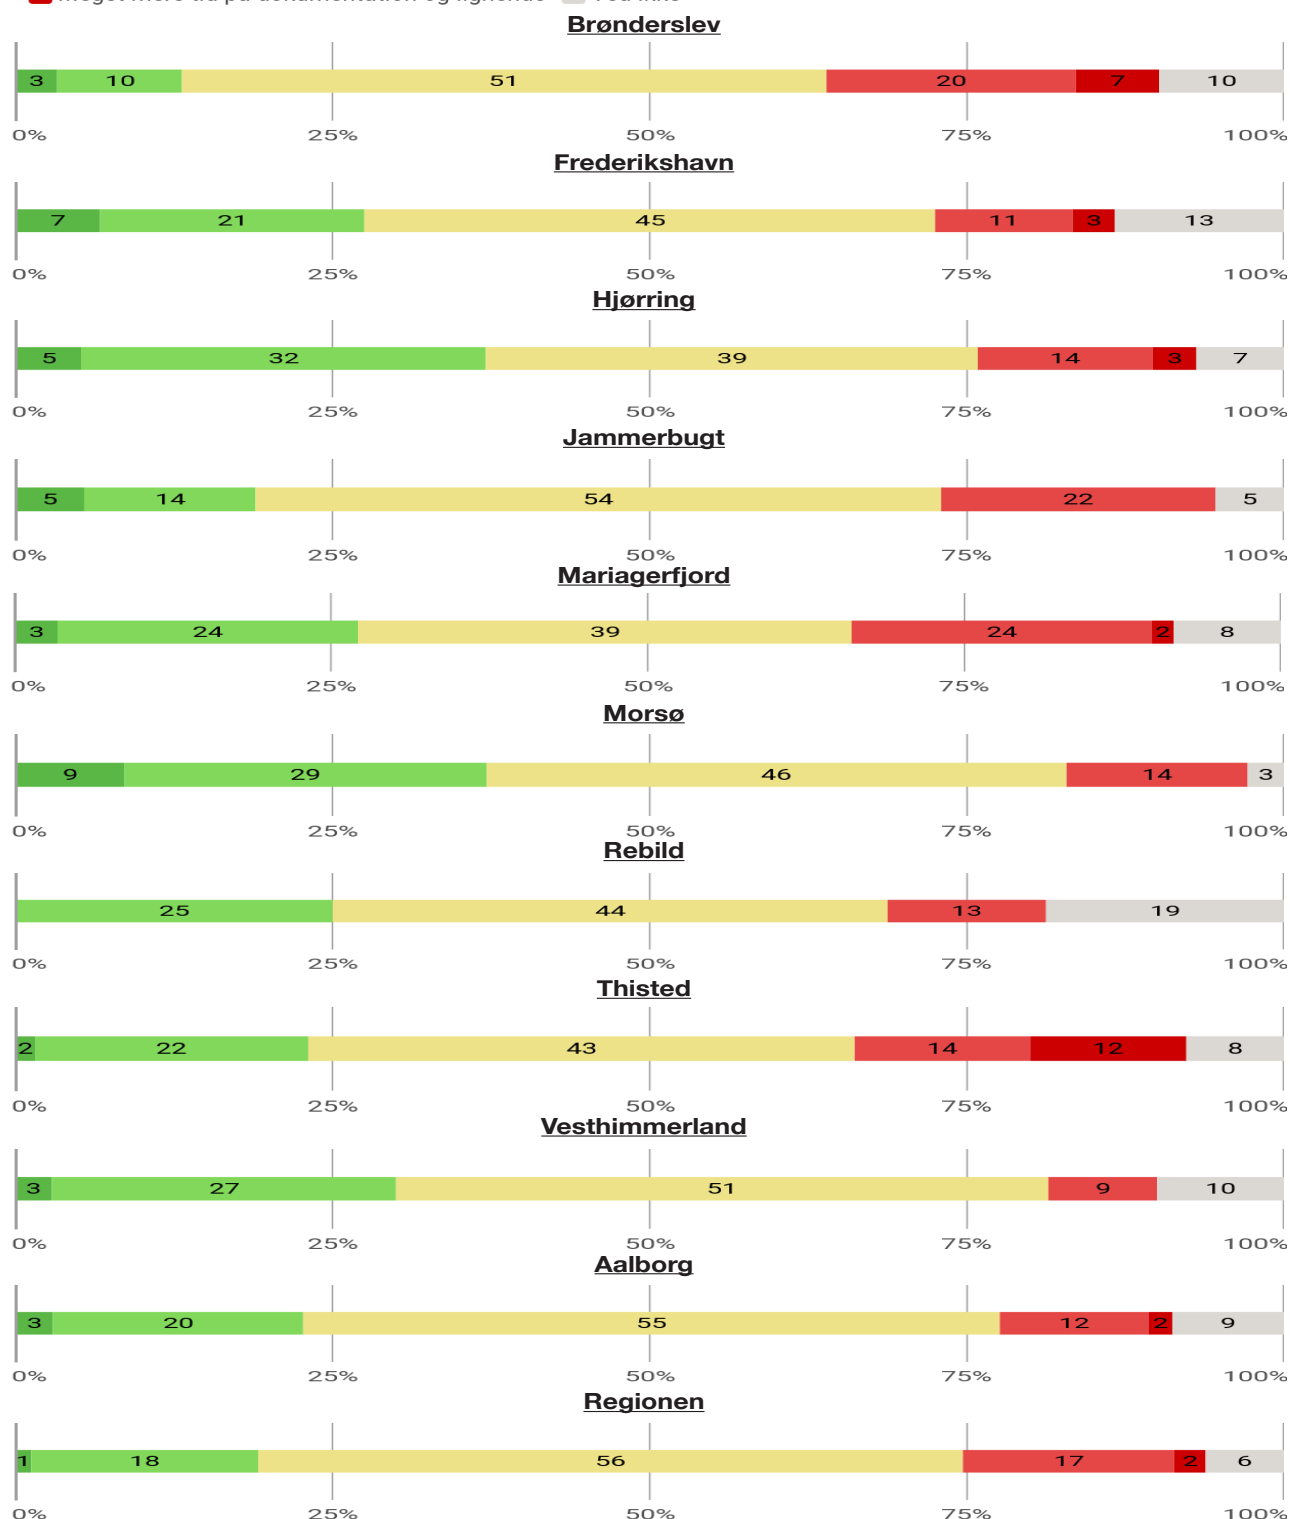 Brønderslev
3 10 51 20 7 10
0% 25% 50% 75% 100%
Frederikshavn
7 21 45 11 3 13
0% 25% 50% 75% 100%
Hjørring
5 32 39 14 3 7
0% 25% 50% 75% 100%
Jammerbugt
5 14 54 22 5
0% 25% 50% 75% 100%
Mariagerfjord
3 24 39 24 2 8
0% 25% 50% 75% 100%
Morsø
9 29 46 14 3
0% 25% 50% 75% 100%
Rebild
25 44 13 19
0% 25% 50% 75% 100%
Thisted
2 22 43 14 12 8
0% 25% 50% 75% 100%
Vesthimmerland
3 27 51 9 10
0% 25% 50% 75% 100%
Aalborg
3 20 55 12 2 9
0% 25% 50% 75% 100%
Regionen
1 18 56 17 2 6
0% 25% 50% 75% 100%